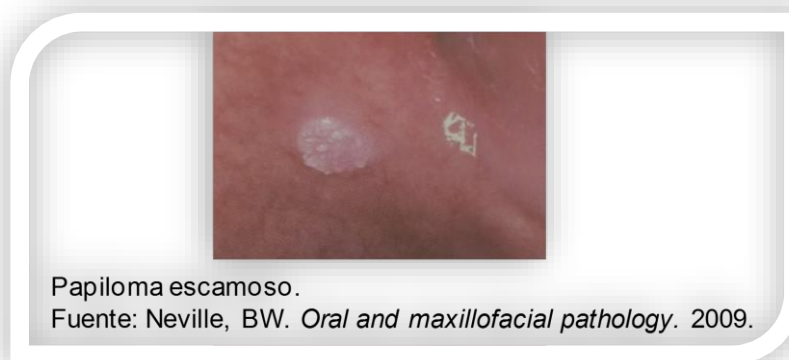 Papiloma escamoso.
Fuente: Neville, BW. Oral and maxillofacial pathology. 2009.